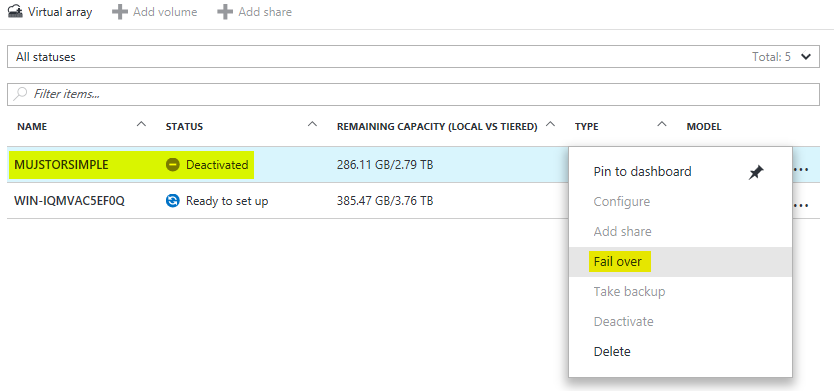 Virtual array Add volume Add share
All statuses Total: 5
Filter items...
NAME STATUS REMAINING CAPACITY (LOCAL VS TIERED) TYPE MODEL
MUJSTORSIMPLE Deactivated 286.11 GB/2.79 TB ...
WIN-IQMVAC5EF0Q Ready to set up 385.47 GB/3.76 TB ...
Pin to dashboard
Configure
Add share
Fail over
Take backup
Deactivate
Delete